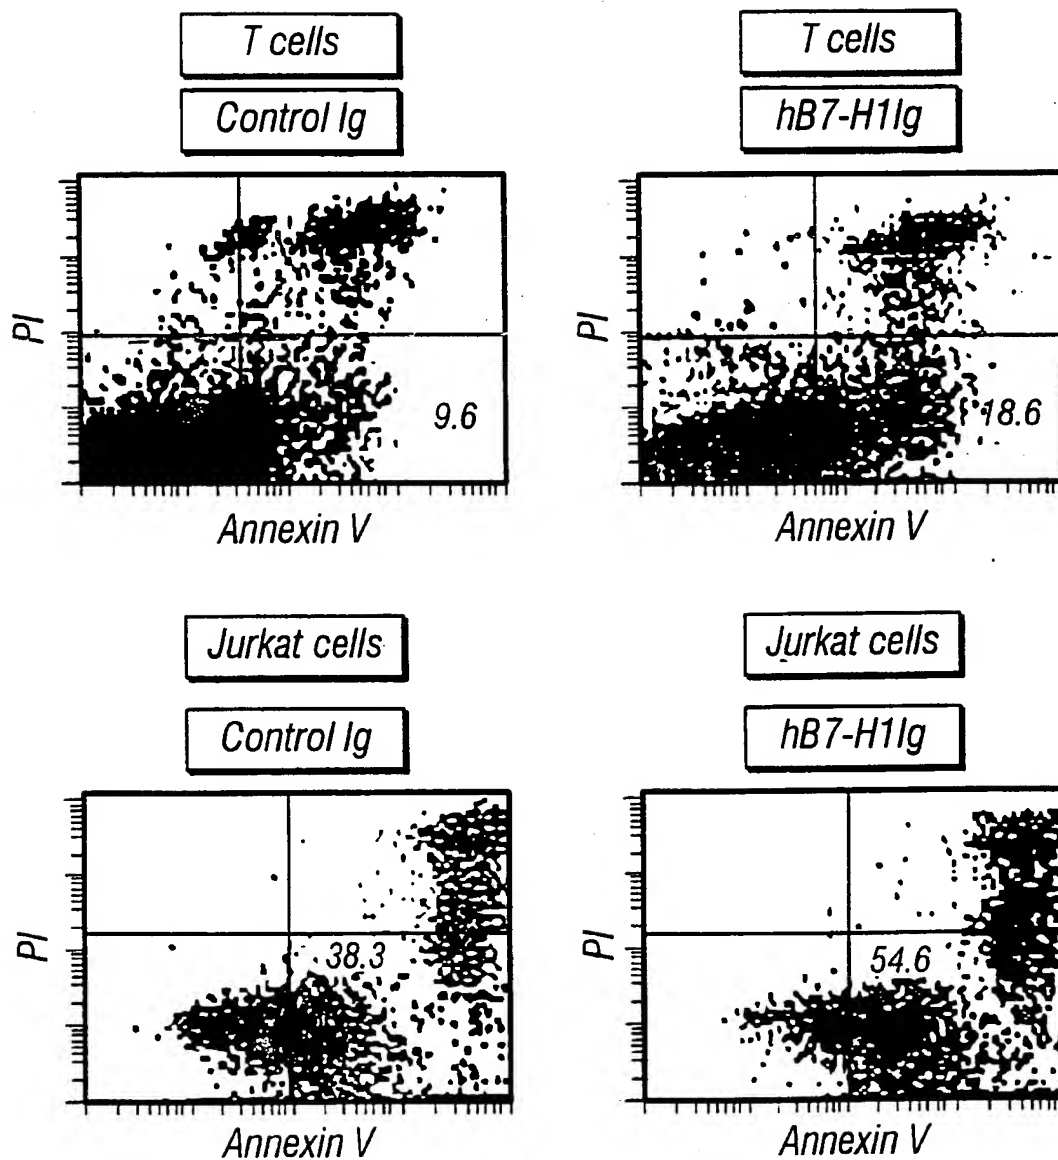 T cells
Control Ig
PI
9.6
Annexin V
T cells
hB7-H1Ig
PI
18.6
Annexin V
Jurkat cells
Control Ig
PI
38.3
Annexin V
Jurkat cells
hB7-H1Ig
PI
54.6
Annexin V